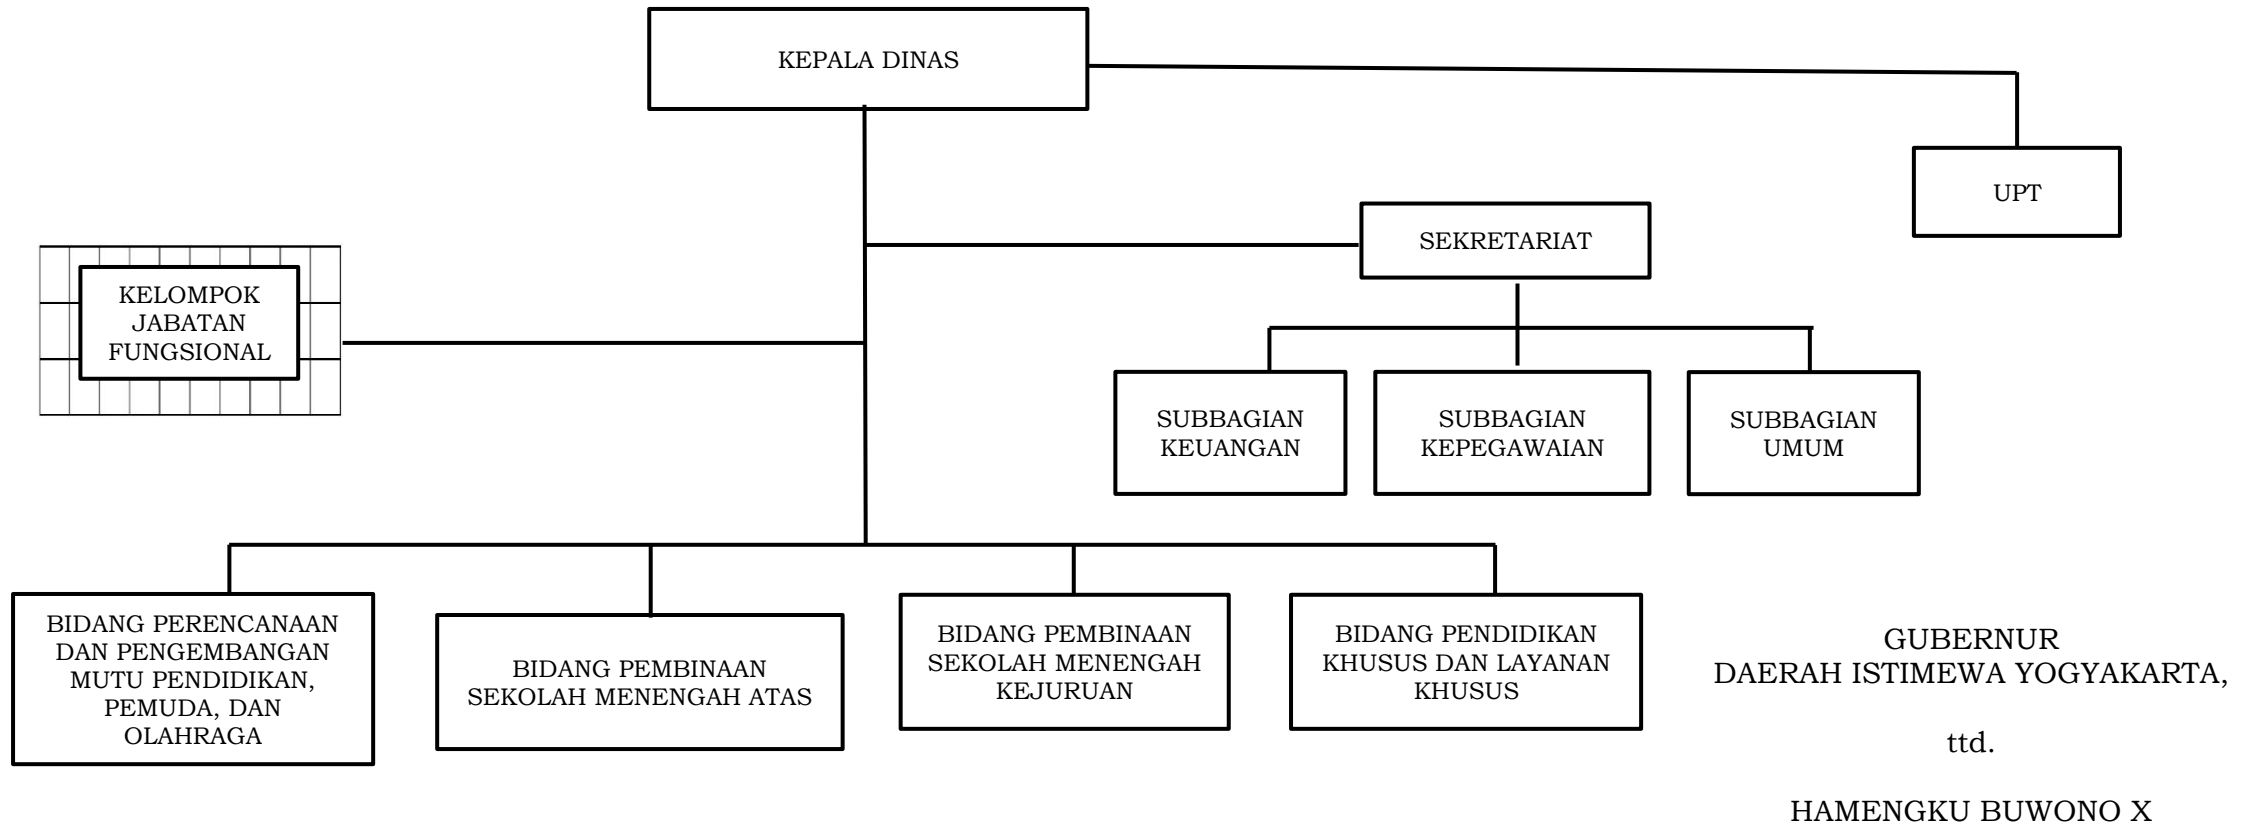 KEPALA DINAS
UPT
SEKRETARIAT
KELOMPOK
JABATAN
FUNGSIONAL
SUBBAGIAN
KEUANGAN
SUBBAGIAN
KEPEGAWAIAN
SUBBAGIAN
UMUM
BIDANG PERENCANAAN
DAN PENGEMBANGAN
MUTU PENDIDIKAN,
PEMUDA, DAN
OLAHRAGA
BIDANG PEMBINAAN
SEKOLAH MENENGAH ATAS
BIDANG PEMBINAAN
SEKOLAH MENENGAH
KEJURUAN
BIDANG PENDIDIKAN
KHUSUS DAN LAYANAN
KHUSUS
GUBERNUR
DAERAH ISTIMEWA YOGYAKARTA,
ttd.
HAMENGKU BUWONO X